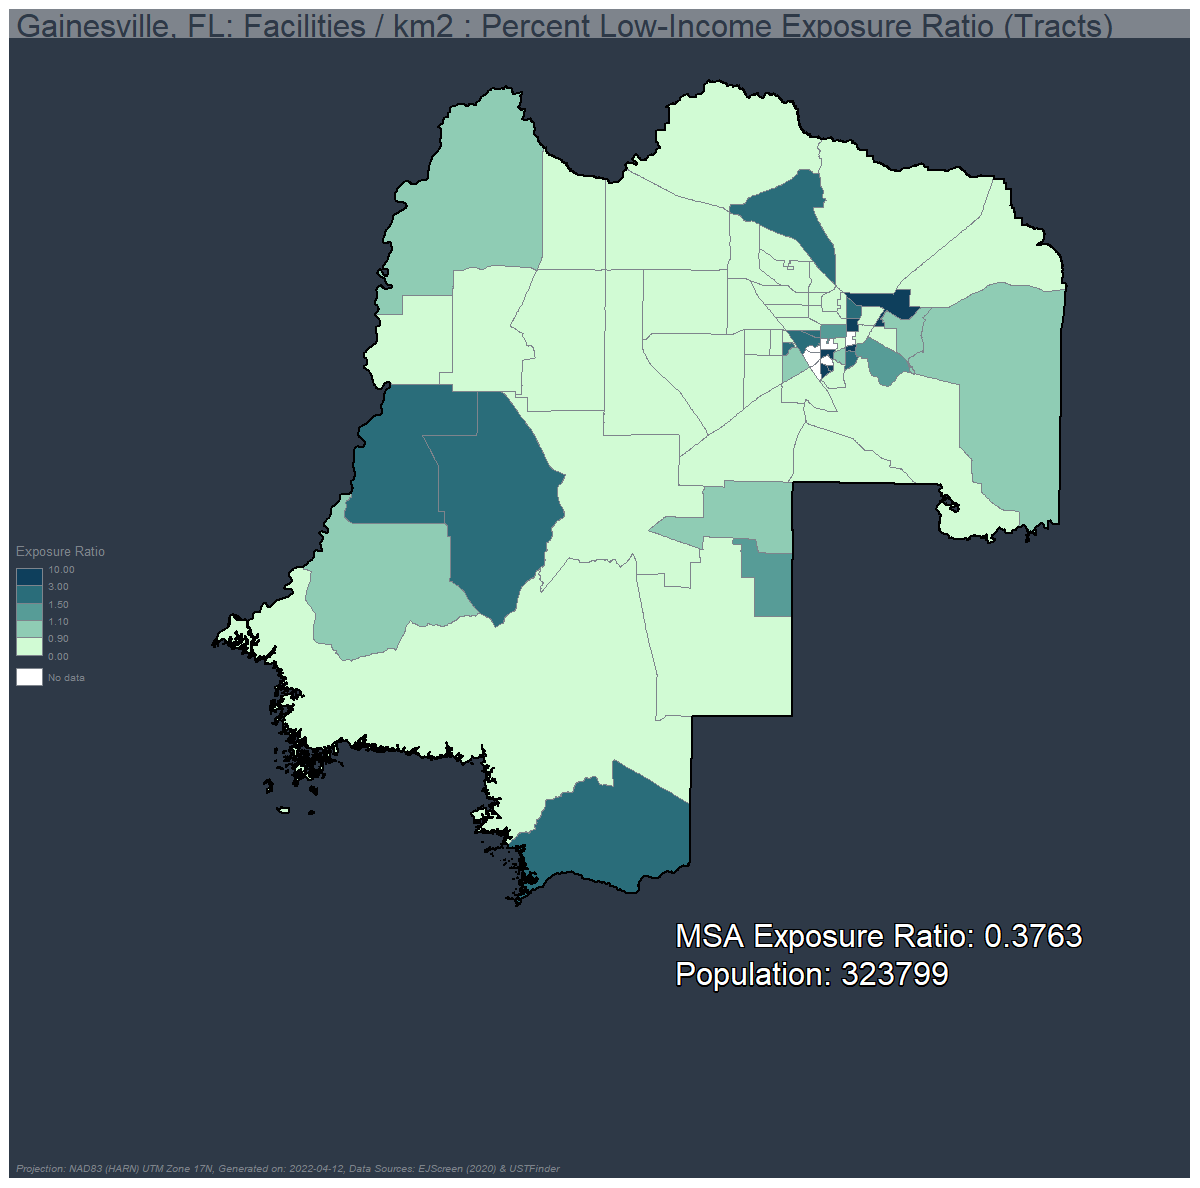 Gainesville, FL: Facilities / km2 : Percent Low-Income Exposure Ratio (Tracts)
Exposure Ratio
10.00
3.00
1.50
1.10
0.90
0.00
No data
MSA Exposure Ratio: 0.3763
Population: 323799
Projection: NAD83 (HARN) UTM Zone 17N, Generated on: 2022-04-12, Data Sources: EJScreen (2020) & USTFinder